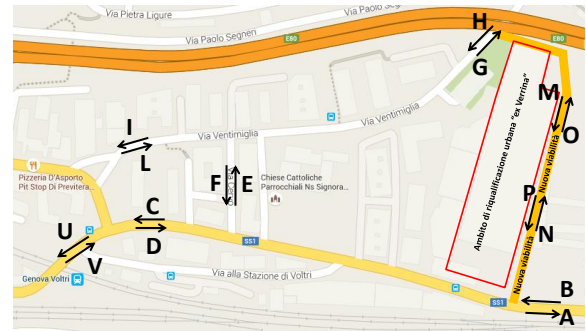 Via Pietra Ligure
Via Paolo Segneri
H
E80
Via Paolo Segneri
E80
G
M
O
I
L
Via Ventimiglia
Via Ventimiglia
Ambito di riqualificazione urbana "ex Verrina"
Nuova viabilità
Pizzeria D'Asporto
Pit Stop Di Previtera...
F
E
Chiese Cattoliche
Parrocchiali Ns Signora...
P
N
C
D
U
V
SS1
Via alla Stazione di Voltri
Genova Voltri
Nuova viabilità
SS1
B
A